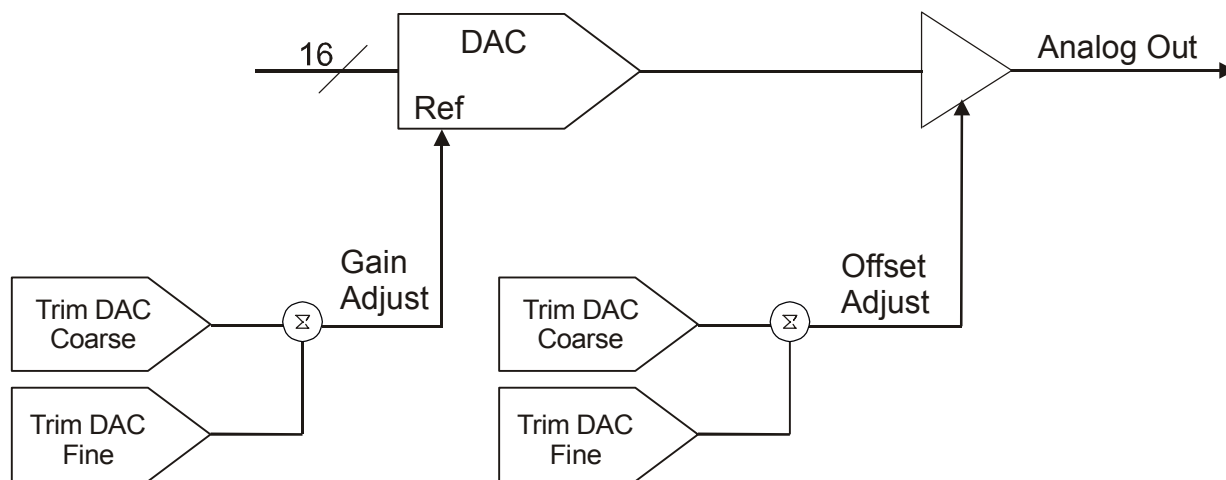 16
DAC
Ref
Analog Out
Gain
Adjust
Offset
Adjust
Trim DAC
Coarse
Σ
Trim DAC
Fine
Trim DAC
Coarse
Σ
Trim DAC
Fine